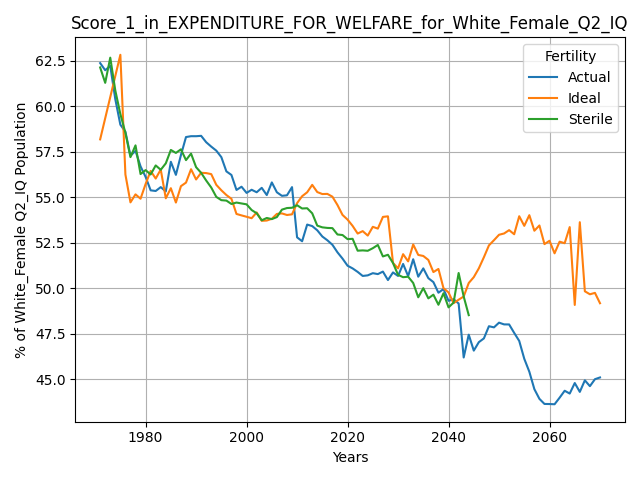 Score_1_in_EXPENDITURE_FOR_WELFARE_for_White_Female_Q2_IQ
% of White_Female Q2_IQ Population
62.5
60.0
57.5
55.0
52.5
50.0
47.5
45.0
Fertility
Actual
Ideal
Sterile
1980
2000
2020
2040
2060
Years